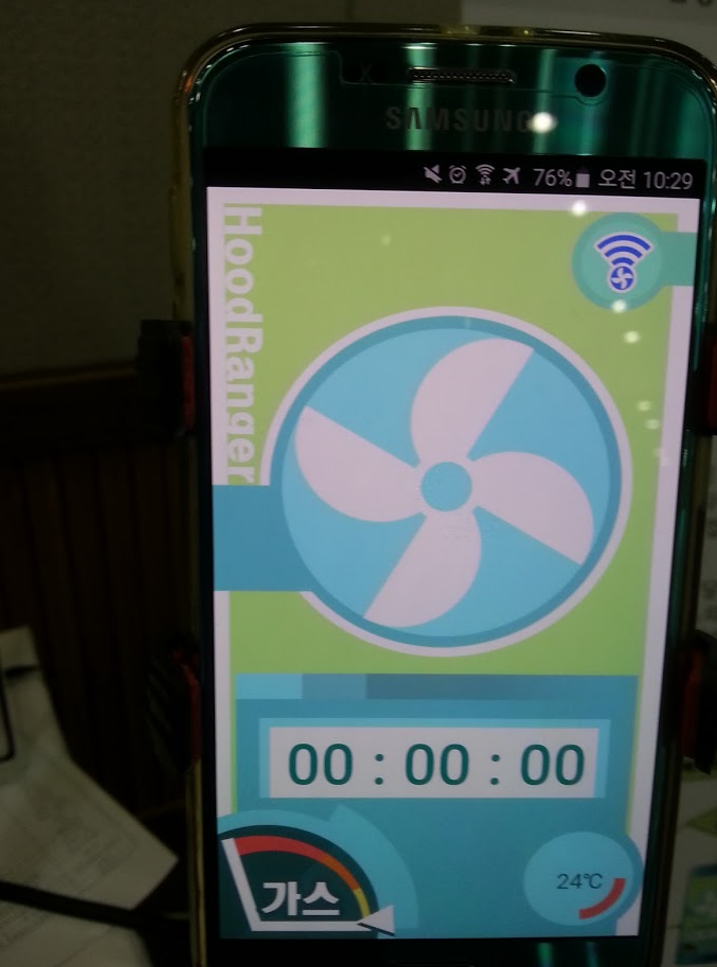 SAMSUNG
76% 오전 10:29
HoodRanger
00 : 00 : 00
가스
24℃